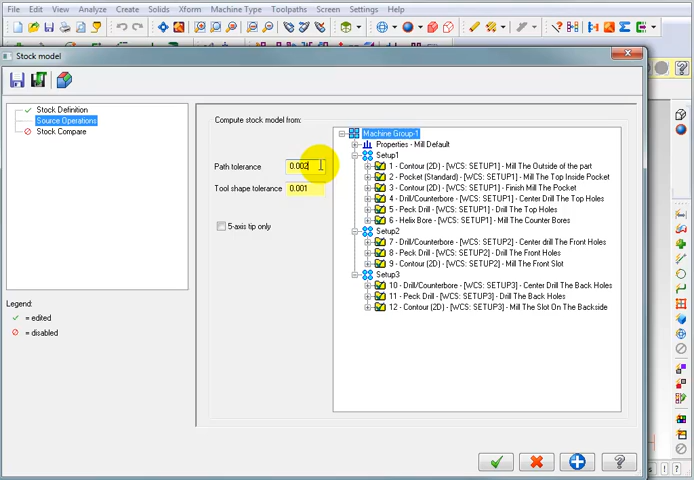 File Edit View Analyze Create Solids Xform Machine Type Toolpaths Screen Settings Help
Stock model
Stock Definition
Source Operations
Stock Compare
Legend:
= edited
= disabled
Compute stock model from:
Path tolerance 0.002
Tool shape tolerance 0.001
5-axis tip only
Machine Group-1
Properties - Mill Default
Setup1
1 - Contour (2D) - [WCS: SETUP1] - Mill The Outside of the part
2 - Pocket (Standard) - [WCS: SETUP1] - Mill The Top Inside Pocket
3 - Contour (2D) - [WCS: SETUP1] - Finish Mill The Pocket
4 - Drill/Counterbore - [WCS: SETUP1] - Center Drill The Top Holes
5 - Peck Drill - [WCS: SETUP1] - Drill The Top Holes
6 - Helix Bore - [WCS: SETUP1] - Mill The Counter Bores
Setup2
7 - Drill/Counterbore - [WCS: SETUP2] - Center drill The Front Holes
8 - Peck Drill - [WCS: SETUP2] - Drill The Front Holes
9 - Contour (2D) - [WCS: SETUP2] - Mill The Front Slot
Setup3
10 - Drill/Counterbore - [WCS: SETUP3] - Center Drill The Back Holes
11 - Peck Drill - [WCS: SETUP3] - Drill The Back Holes
12 - Contour (2D) - [WCS: SETUP3] - Mill The Slot On The Backside